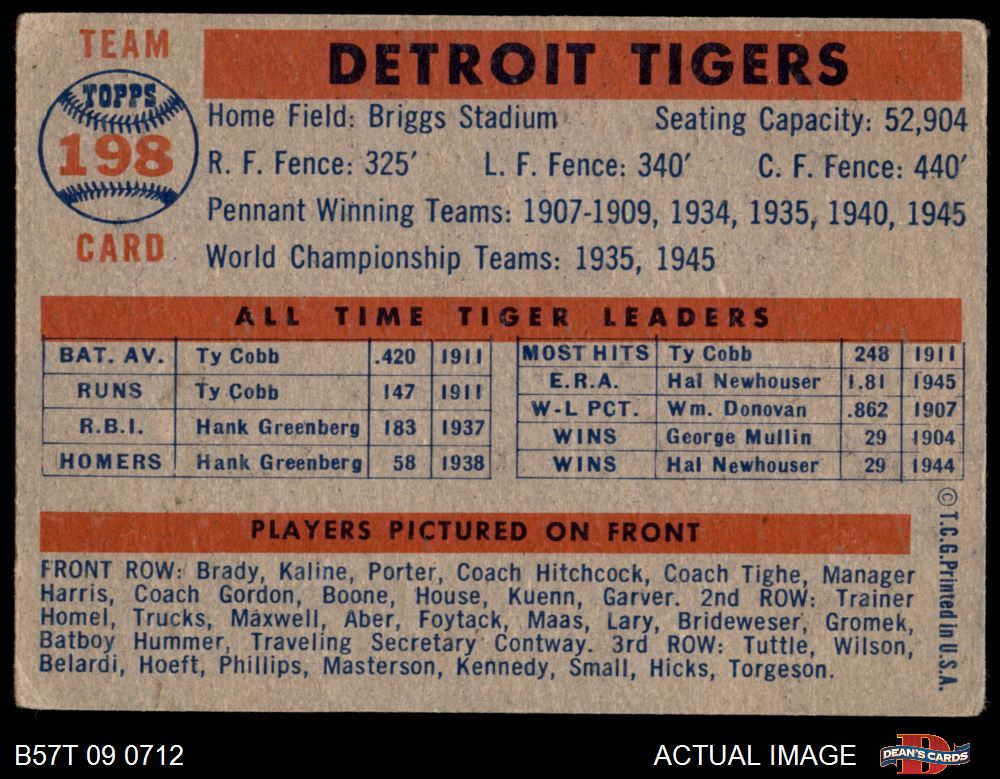 TEAM
TOPPS
198
CARD
DETROIT TIGERS
Home Field: Briggs Stadium Seating Capacity: 52,904
R. F. Fence: 325′ L. F. Fence: 340′ C. F. Fence: 440′
Pennant Winning Teams: 1907-1909, 1934, 1935, 1940, 1945
World Championship Teams: 1935, 1945
ALL TIME TIGER LEADERS
BAT. AV. Ty Cobb .420 1911
RUNS Ty Cobb 147 1911
R.B.I. Hank Greenberg 183 1937
HOMERS Hank Greenberg 58 1938
MOST HITS Ty Cobb 248 1911
E.R.A. Hal Newhouser 1.81 1945
W-L PCT. Wm. Donovan .862 1907
WINS George Mullin 29 1904
WINS Hal Newhouser 29 1944
PLAYERS PICTURED ON FRONT
FRONT ROW: Brady, Kaline, Porter, Coach Hitchcock, Coach Tighe, Manager
Harris, Coach Gordon, Boone, House, Kuenn, Garver. 2nd ROW: Trainer
Homel, Trucks, Maxwell, Aber, Foytack, Maas, Lary, Brideweser, Gromek,
Batboy Hummer, Traveling Secretary Contway. 3rd ROW: Tuttle, Wilson,
Belardi, Hoeft, Phillips, Masterson, Kennedy, Small, Hicks, Torgeson.
© T.C.G. Printed in U.S.A.
B57T 09 0712
ACTUAL IMAGE
DEAN'S CARDS